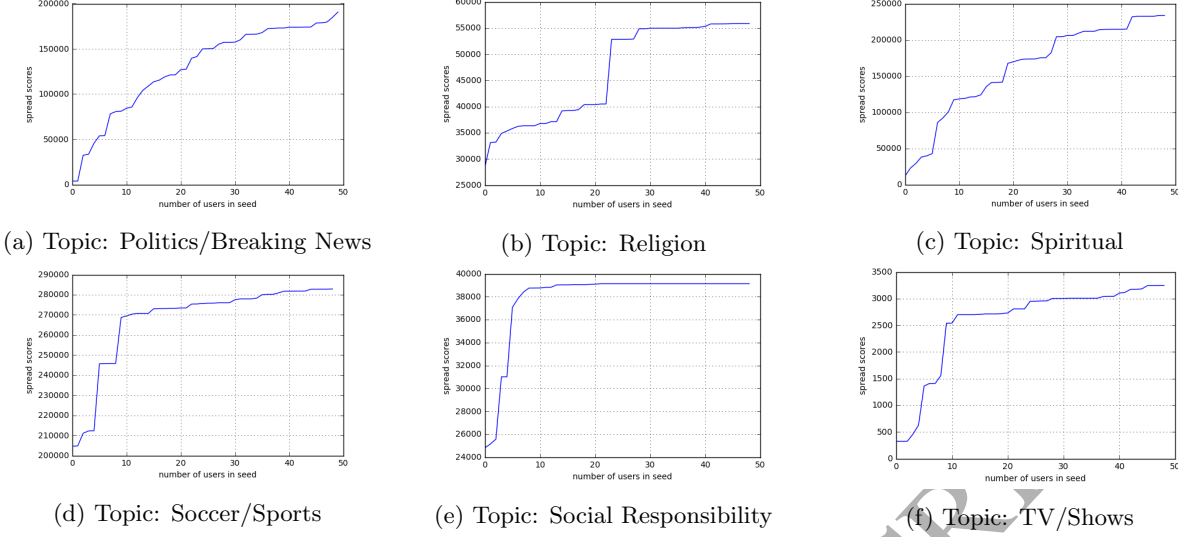 200000
150000
100000
50000
0
spread scores
0 10 20 30 40 50
number of users in seed
60000
55000
50000
45000
40000
35000
30000
25000
spread scores
0 10 20 30 40 50
number of users in seed
250000
200000
150000
100000
50000
0
spread scores
0 10 20 30 40 50
number of users in seed
(a) Topic: Politics/Breaking News
(b) Topic: Religion
(c) Topic: Spiritual
290000
280000
270000
260000
250000
240000
230000
220000
210000
200000
spread scores
0 10 20 30 40 50
number of users in seed
40000
38000
36000
34000
32000
30000
28000
26000
24000
spread scores
0 10 20 30 40 50
number of users in seed
3500
3000
2500
2000
1500
1000
500
0
spread scores
0 10 20 30 40 50
number of users in seed
(d) Topic: Soccer/Sports
(e) Topic: Social Responsibility
(f) Topic: TV/Shows